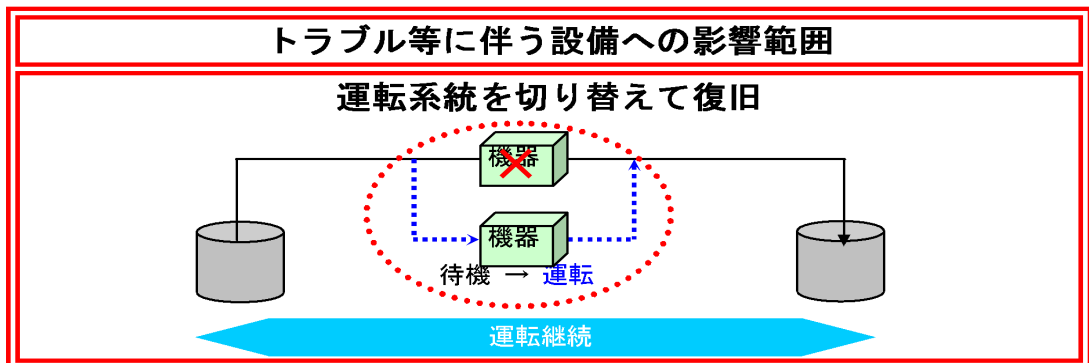 トラブル等に伴う設備への影響範囲
運転系統を切り替えて復旧
機器
機器
待機 → 運転
運転継続